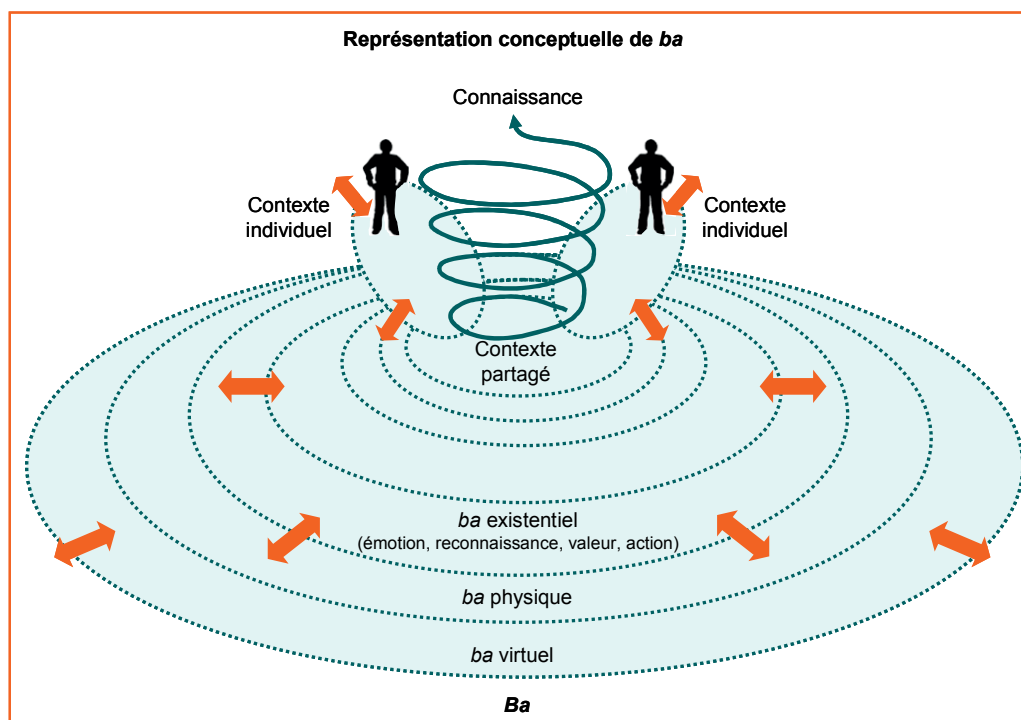 Représentation conceptuelle de ba
Connaissance
Contexte
individuel
Contexte
individuel
Contexte
partagé
ba existentiel
(émotion, reconnaissance, valeur, action)
ba physique
ba virtuel
Ba